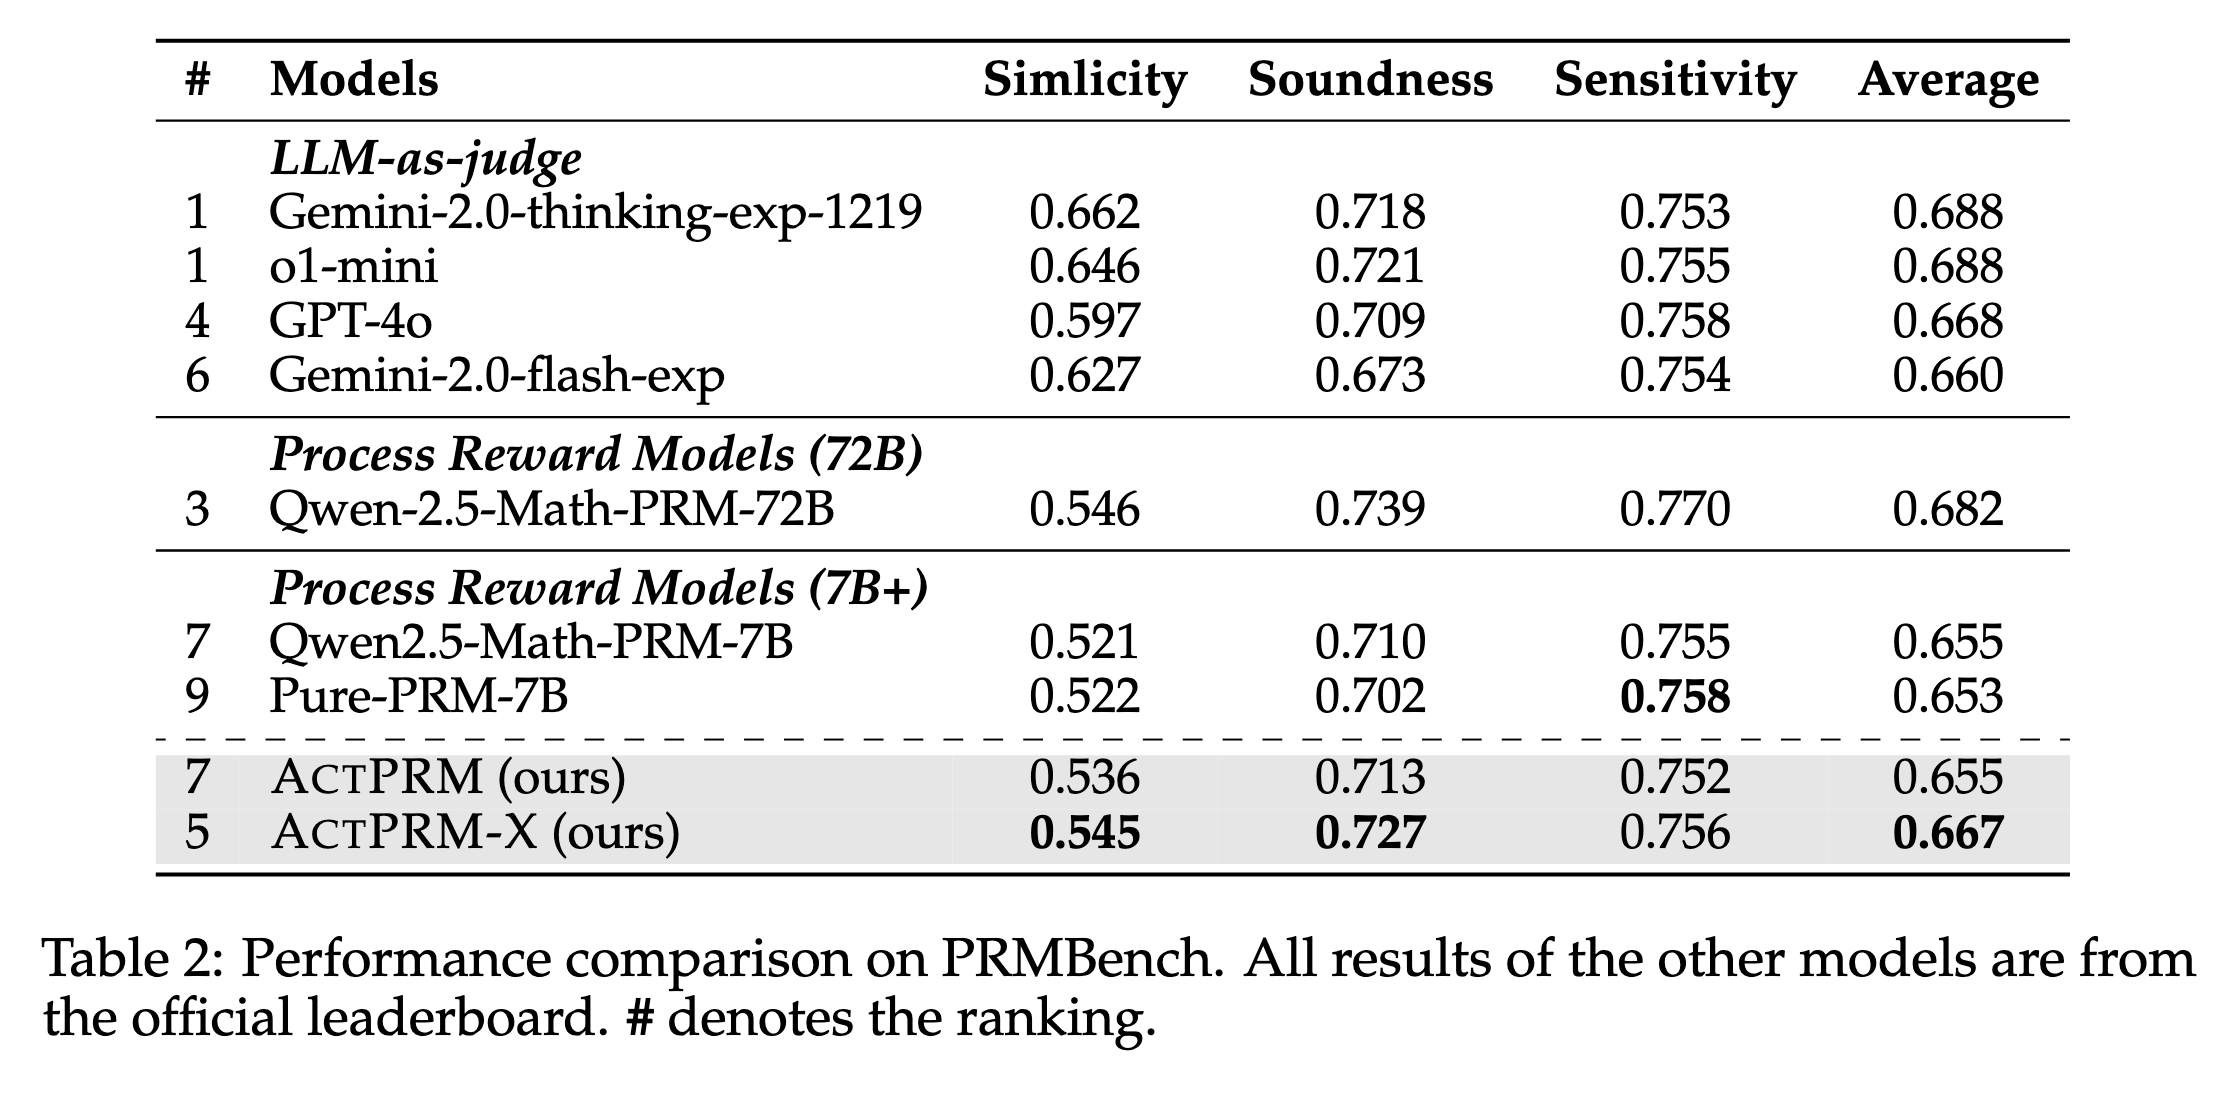 # Models Simlicity Soundness Sensitivity Average
LLM-as-judge
1 Gemini-2.0-thinking-exp-1219 0.662 0.718 0.753 0.688
1 o1-mini 0.646 0.721 0.755 0.688
4 GPT-4o 0.597 0.709 0.758 0.668
6 Gemini-2.0-flash-exp 0.627 0.673 0.754 0.660
Process Reward Models (72B)
3 Qwen-2.5-Math-PRM-72B 0.546 0.739 0.770 0.682
Process Reward Models (7B+)
7 Qwen2.5-Math-PRM-7B 0.521 0.710 0.755 0.655
9 Pure-PRM-7B 0.522 0.702 0.758 0.653
7 ACTPRM (ours) 0.536 0.713 0.752 0.655
5 ACTPRM-X (ours) 0.545 0.727 0.756 0.667
Table 2: Performance comparison on PRMBench. All results of the other models are from
the official leaderboard. # denotes the ranking.